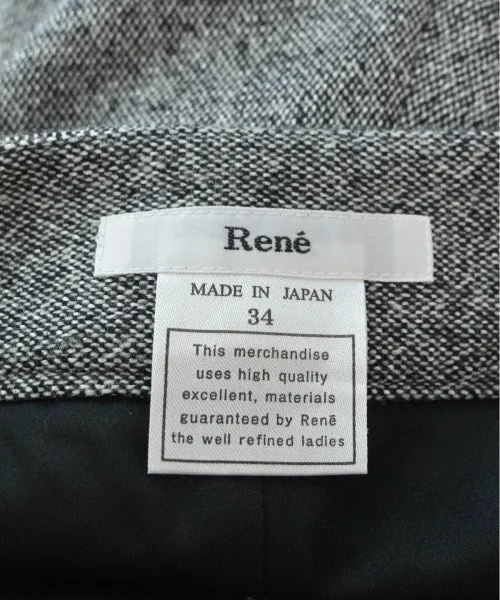 René
MADE IN JAPAN
34
This merchandise
uses high quality
excellent, materials
guaranteed by Renē
the well refined ladies